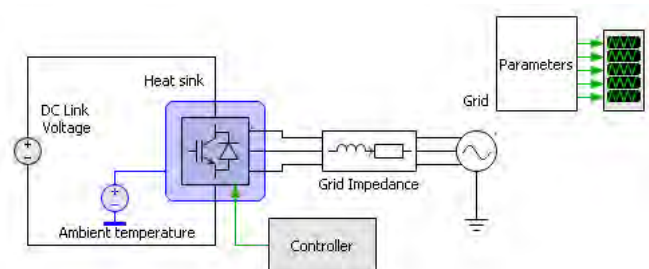 Parameters
Grid
Heat sink
DC Link
Voltage
Grid Impedance
Ambient temperature
Controller